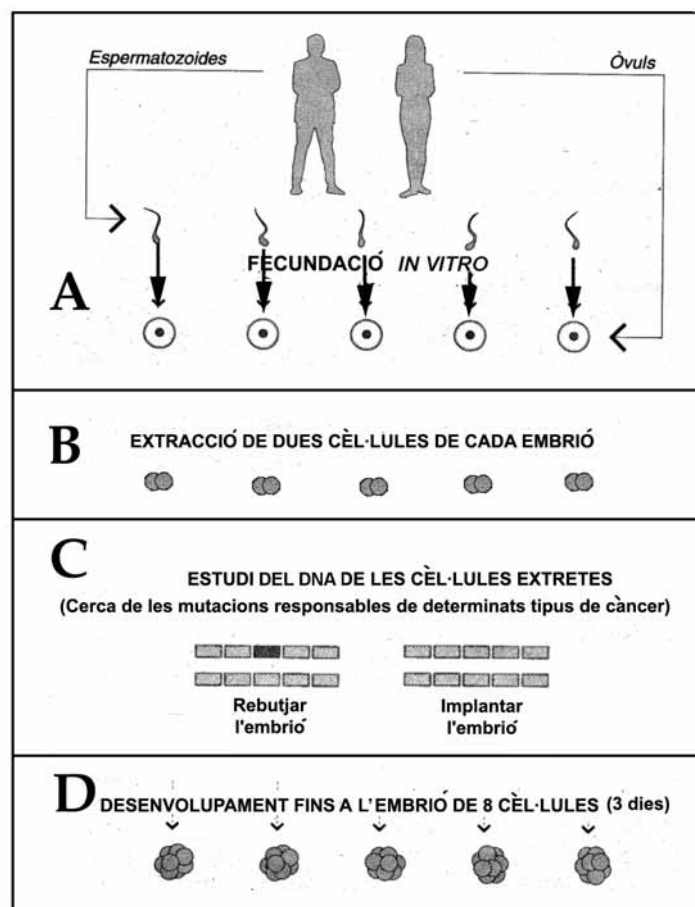 Espermatozoides
Òvuls
FECUNDACIÓ IN VITRO
A
B
EXTRACCIÓ DE DUES CÈL·LULES DE CADA EMBRIÓ
C
ESTUDI DEL DNA DE LES CÈL·LULES EXTRETES
(Cerca de les mutacions responsables de determinats tipus de càncer)
Rebutjar
l'embrió
Implantar
l'embrió
D
DESENVOLUPAMENT FINS A L'EMBRIÓ DE 8 CÈL·LULES (3 dies)